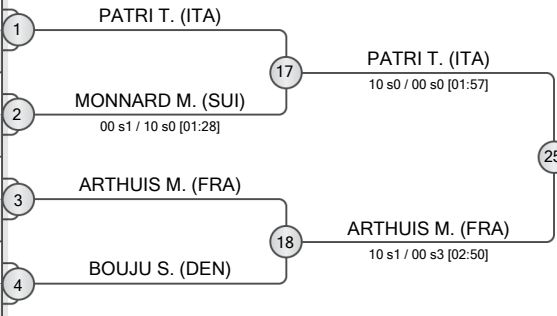 PATRI T. (ITA)
1
17
PATRI T. (ITA)
10 s0 / 00 s0 [01:57]
MONNARD M. (SUI)
2
00 s1 / 10 s0 [01:28]
25
ARTHUIS M. (FRA)
3
18
ARTHUIS M. (FRA)
10 s1 / 00 s3 [02:50]
BOUJU S. (DEN)
4